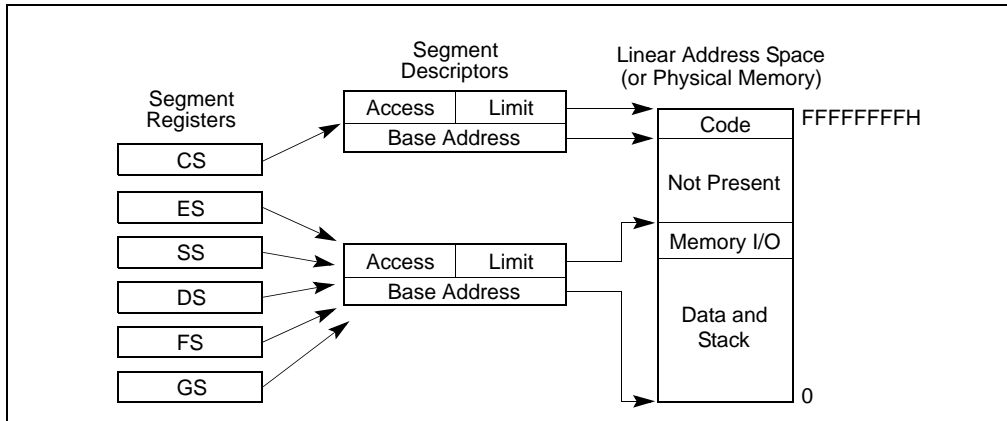 Segment
Registers
CS
ES
SS
DS
FS
GS
Segment
Descriptors
Access Limit
Base Address
Access Limit
Base Address
Linear Address Space
(or Physical Memory)
Code
Not Present
Memory I/O
Data and
Stack
FFFFFFFFH
0